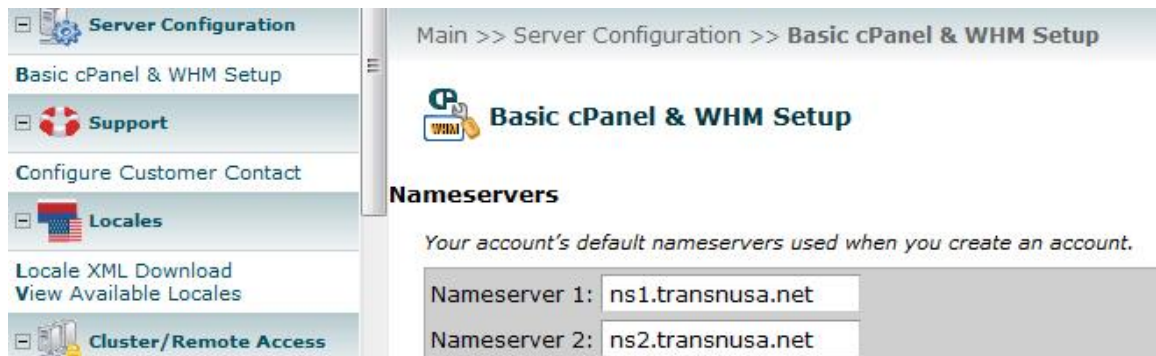 Server Configuration
Basic cPanel & WHM Setup
Support
Configure Customer Contact
Locales
Locale XML Download
View Available Locales
Cluster/Remote Access
Main >> Server Configuration >> Basic cPanel & WHM Setup
CP
WHM
Basic cPanel & WHM Setup
Nameservers
Your account's default nameservers used when you create an account.
Nameserver 1: ns1.transnusa.net
Nameserver 2: ns2.transnusa.net